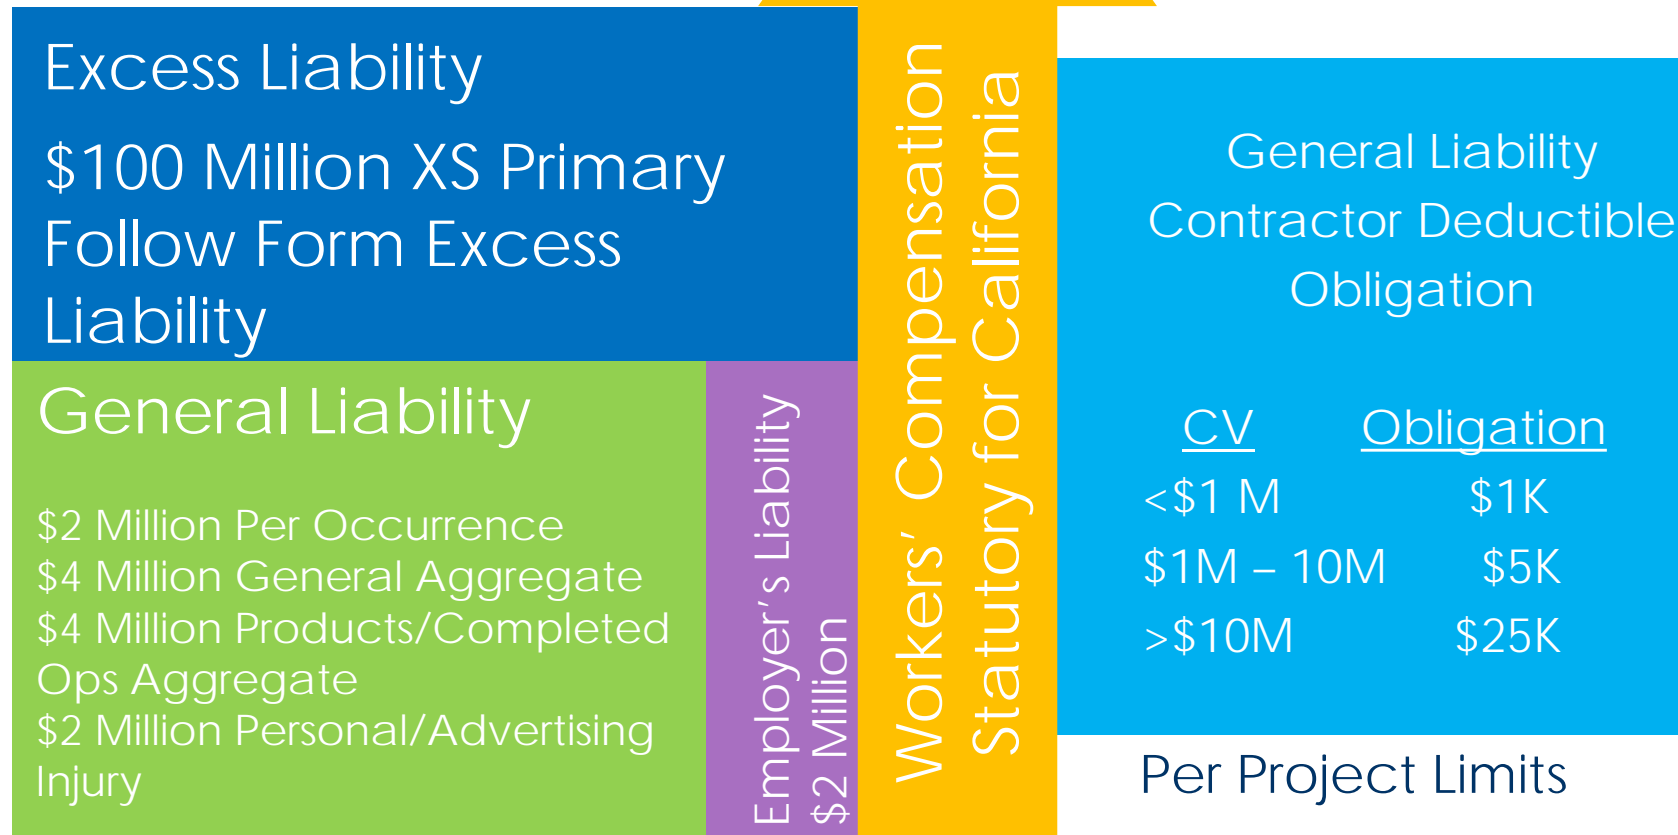 Excess Liability
$100 Million XS Primary
Follow Form Excess
Liability
General Liability
$2 Million Per Occurrence
$4 Million General Aggregate
$4 Million Products/Completed
Ops Aggregate
$2 Million Personal/Advertising
Injury
Employer's Liability
$2 Million
Workers' Compensation
Statutory for California
General Liability
Contractor Deductible
Obligation
CV Obligation
<$1 M $1K
$1M – 10M $5K
>$10M $25K
Per Project Limits